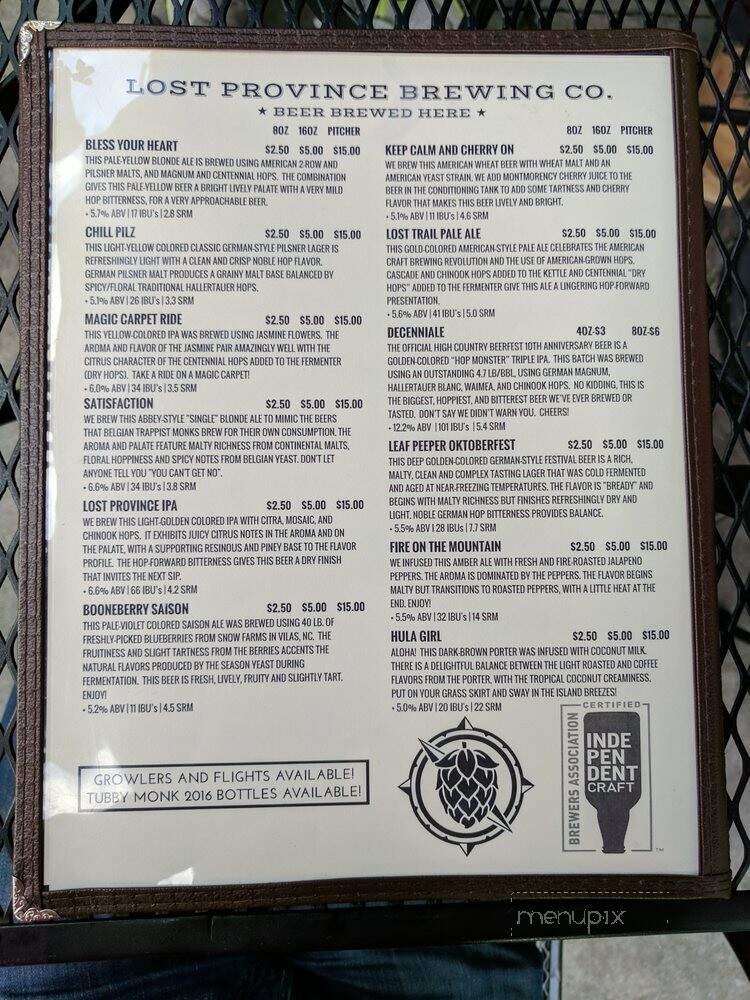 LOST PROVINCE BREWING CO.
★ BEER BREWED HERE ★
8OZ 16OZ PITCHER
BLESS YOUR HEART $2.50 $5.00 $15.00
THIS PALE-YELLOW BLONDE ALE IS BREWED USING AMERICAN 2-ROW AND
PILSNER MALTS, AND MAGNUM AND CENTENNIAL HOPS. THE COMBINATION
GIVES THIS PALE-YELLOW BEER A BRIGHT LIVELY PALATE WITH A VERY MILD
HOP BITTERNESS, FOR A VERY APPROACHABLE BEER.
• 5.7% ABV | 17 IBU's | 2.8 SRM
CHILL PILZ $2.50 $5.00 $15.00
THIS LIGHT-YELLOW COLORED CLASSIC GERMAN-STYLE PILSNER LAGER IS
REFRESHINGLY LIGHT WITH A CLEAN AND CRISP NOBLE HOP FLAVOR.
GERMAN PILSNER MALT PRODUCES A GRAINY MALT BASE BALANCED BY
SPICY/FLORAL TRADITIONAL HALLERTAUER HOPS.
• 5.1% ABV | 26 IBU's | 3.3 SRM
MAGIC CARPET RIDE $2.50 $5.00 $15.00
THIS YELLOW-COLORED IPA WAS BREWED USING JASMINE FLOWERS. THE
AROMA AND FLAVOR OF THE JASMINE PAIR AMAZINGLY WELL WITH THE
CITRUS CHARACTER OF THE CENTENNIAL HOPS ADDED TO THE FERMENTER
(DRY HOPS). TAKE A RIDE ON A MAGIC CARPET!
• 6.0% ABV | 34 IBU's | 3.5 SRM
SATISFACTION $2.50 $5.00 $15.00
WE BREW THIS ABBEY-STYLE "SINGLE" BLONDE ALE TO MIMIC THE BEERS
THAT BELGIAN TRAPPIST MONKS BREW FOR THEIR OWN CONSUMPTION. THE
AROMA AND PALATE FEATURE MALTY RICHNESS FROM CONTINENTAL MALTS,
FLORAL HOPPINESS AND SPICY NOTES FROM BELGIAN YEAST. DON'T LET
ANYONE TELL YOU "YOU CAN'T GET NO".
• 6.6% ABV | 34 IBU's | 3.8 SRM
LOST PROVINCE IPA $2.50 $5.00 $15.00
WE BREW THIS LIGHT-GOLDEN COLORED IPA WITH CITRA, MOSAIC, AND
CHINOOK HOPS. IT EXHIBITS JUICY CITRUS NOTES IN THE AROMA AND ON
THE PALATE, WITH A SUPPORTING RESINOUS AND PINEY BASE TO THE FLAVOR
PROFILE. THE HOP-FORWARD BITTERNESS GIVES THIS BEER A DRY FINISH
THAT INVITES THE NEXT SIP.
• 6.6% ABV | 66 IBU's | 4.2 SRM
BOONEBERRY SAISON $2.50 $5.00 $15.00
THIS PALE-VIOLET COLORED SAISON ALE WAS BREWED USING 40 LB. OF
FRESHLY-PICKED BLUEBERRIES FROM SNOW FARMS IN VILAS, NC. THE
FRUITINESS AND SLIGHT TARTNESS FROM THE BERRIES ACCENTS THE
NATURAL FLAVORS PRODUCED BY THE SEASON YEAST DURING
FERMENTATION. THIS BEER IS FRESH, LIVELY, FRUITY AND SLIGHTLY TART.
ENJOY!
• 5.2% ABV | 11 IBU's | 4.5 SRM
GROWLERS AND FLIGHTS AVAILABLE!
TUBBY MONK 2016 BOTTLES AVAILABLE!
8OZ 16OZ PITCHER
KEEP CALM AND CHERRY ON $2.50 $5.00 $15.00
WE BREW THIS AMERICAN WHEAT BEER WITH WHEAT MALT AND AN
AMERICAN YEAST STRAIN. WE ADD MONTMORENCY CHERRY JUICE TO THE
BEER IN THE CONDITIONING TANK TO ADD SOME TARTNESS AND CHERRY
FLAVOR THAT MAKES THIS BEER LIVELY AND BRIGHT.
• 5.1% ABV | 11 IBU's | 4.6 SRM
LOST TRAIL PALE ALE $2.50 $5.00 $15.00
THIS GOLD-COLORED AMERICAN-STYLE PALE ALE CELEBRATES THE AMERICAN
CRAFT BREWING REVOLUTION AND THE USE OF AMERICAN-GROWN HOPS.
CASCADE AND CHINOOK HOPS ADDED TO THE KETTLE AND CENTENNIAL "DRY
HOPS" ADDED TO THE FERMENTER GIVE THIS ALE A LINGERING HOP-FORWARD
PRESENTATION.
• 5.6% ABV | 41 IBU's | 5.0 SRM
DECENNIALE 4OZ-$3 8OZ-$6
THE OFFICIAL HIGH COUNTRY BEERFEST 10TH ANNIVERSARY BEER IS A
GOLDEN-COLORED "HOP MONSTER" TRIPLE IPA. THIS BATCH WAS BREWED
USING AN OUTSTANDING 4.7 LB/BBL, USING GERMAN MAGNUM,
HALLERTAUER BLANC, WAIMEA, AND CHINOOK HOPS. NO KIDDING, THIS IS
THE BIGGEST, HOPPIEST, AND BITTEREST BEER WE'VE EVER BREWED OR
TASTED. DON'T SAY WE DIDN'T WARN YOU. CHEERS!
• 12.2% ABV | 101 IBU's | 5.4 SRM
LEAF PEEPER OKTOBERFEST $2.50 $5.00 $15.00
THIS DEEP GOLDEN-COLORED GERMAN-STYLE FESTIVAL BEER IS A RICH,
MALTY, CLEAN AND COMPLEX TASTING LAGER THAT WAS COLD FERMENTED
AND AGED AT NEAR-FREEZING TEMPERATURES. THE FLAVOR IS "BREADY" AND
BEGINS WITH MALTY RICHNESS BUT FINISHES REFRESHINGLY DRY AND
LIGHT. NOBLE GERMAN HOP BITTERNESS PROVIDES BALANCE.
• 5.5% ABV | 28 IBUs | 7.7 SRM
FIRE ON THE MOUNTAIN $2.50 $5.00 $15.00
WE INFUSED THIS AMBER ALE WITH FRESH AND FIRE-ROASTED JALAPENO
PEPPERS. THE AROMA IS DOMINATED BY THE PEPPERS. THE FLAVOR BEGINS
MALTY BUT TRANSITIONS TO ROASTED PEPPERS, WITH A LITTLE HEAT AT THE
END. ENJOY!
• 5.5% ABV | 32 IBU's | 14 SRM
HULA GIRL $2.50 $5.00 $15.00
ALOHA! THIS DARK-BROWN PORTER WAS INFUSED WITH COCONUT MILK.
THERE IS A DELIGHTFUL BALANCE BETWEEN THE LIGHT ROASTED AND COFFEE
FLAVORS FROM THE PORTER, WITH THE TROPICAL COCONUT CREAMINESS.
PUT ON YOUR GRASS SKIRT AND SWAY IN THE ISLAND BREEZES!
• 5.0% ABV | 20 IBU's | 22 SRM
CERTIFIED
BREWERS ASSOCIATION
INDE
PEN
DENT
CRAFT
TM
menupix